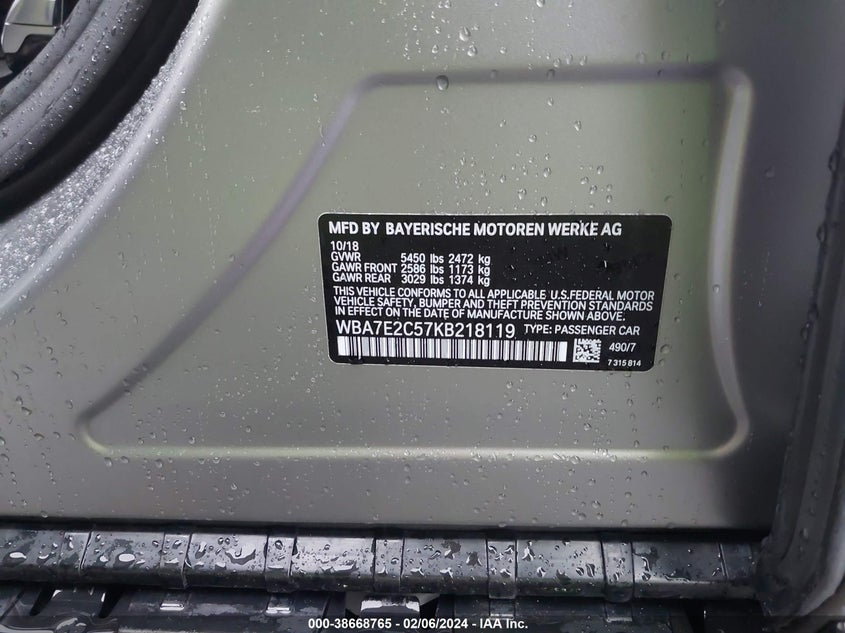 MFD BY BAYERISCHE MOTOREN WERKE AG
10/18
GVWR 5450 lbs 2472 kg
GAWR FRONT 2586 lbs 1173 kg
GAWR REAR 3029 lbs 1374 kg
THIS VEHICLE CONFORMS TO ALL APPLICABLE U.S.FEDERAL MOTOR
VEHICLE SAFETY, BUMPER AND THEFT PREVENTION STANDARDS
IN EFFECT ON THE DATE OF MANUFACTURE SHOWN ABOVE.
WBA7E2C57KB218119 TYPE: PASSENGER CAR
490/7
7 315 814
000-38668765 - 02/06/2024 - IAA Inc.